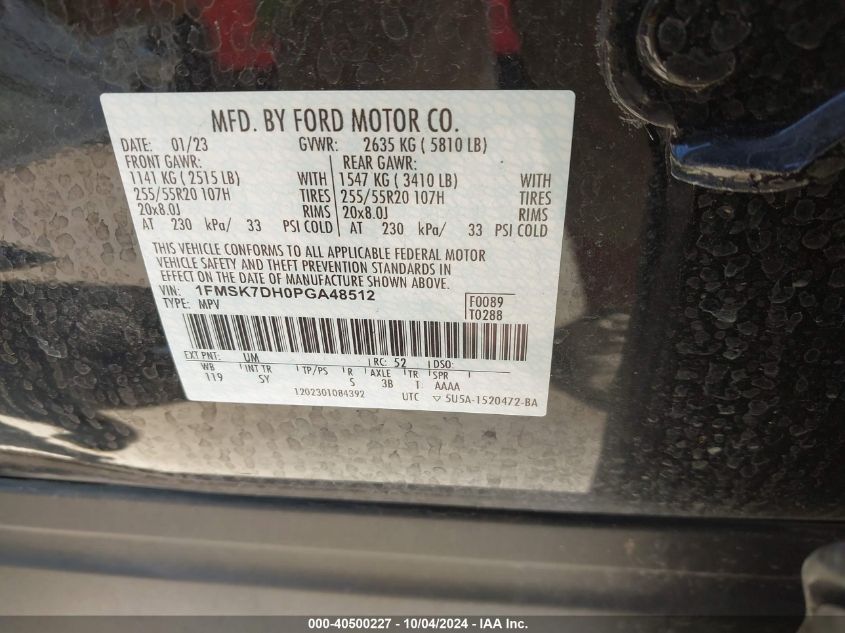 MFD. BY FORD MOTOR CO.
DATE: 01/23 GVWR: 2635 KG ( 5810 LB)
FRONT GAWR: REAR GAWR:
1141 KG ( 2515 LB) WITH 1547 KG ( 3410 LB) WITH
255/55R20 107H TIRES 255/55R20 107H TIRES
20x8.0J RIMS 20x8.0J RIMS
AT 230 kPa/ 33 PSI COLD AT 230 kPa/ 33 PSI COLD
THIS VEHICLE CONFORMS TO ALL APPLICABLE FEDERAL MOTOR
VEHICLE SAFETY AND THEFT PREVENTION STANDARDS IN
EFFECT ON THE DATE OF MANUFACTURE SHOWN ABOVE.
VIN: 1FMSK7DH0PGA48512
TYPE: MPV
F0089
T0288
EXT PNT: UM RC: 52 DSO:
WB INT TR TP/PS R AXLE TR SPR
119 SY S 3B T AAAA
1202301084392 UTC ▽ 5U5A-1520472-BA
000-40500227 - 10/04/2024 - IAA Inc.